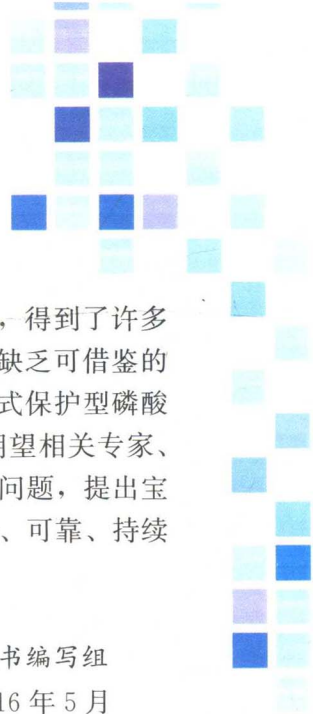 ，得到了许多
缺乏可借鉴的
式保护型磷酸
望相关专家、
问题，提出宝
、可靠、持续
书编写组
16年5月